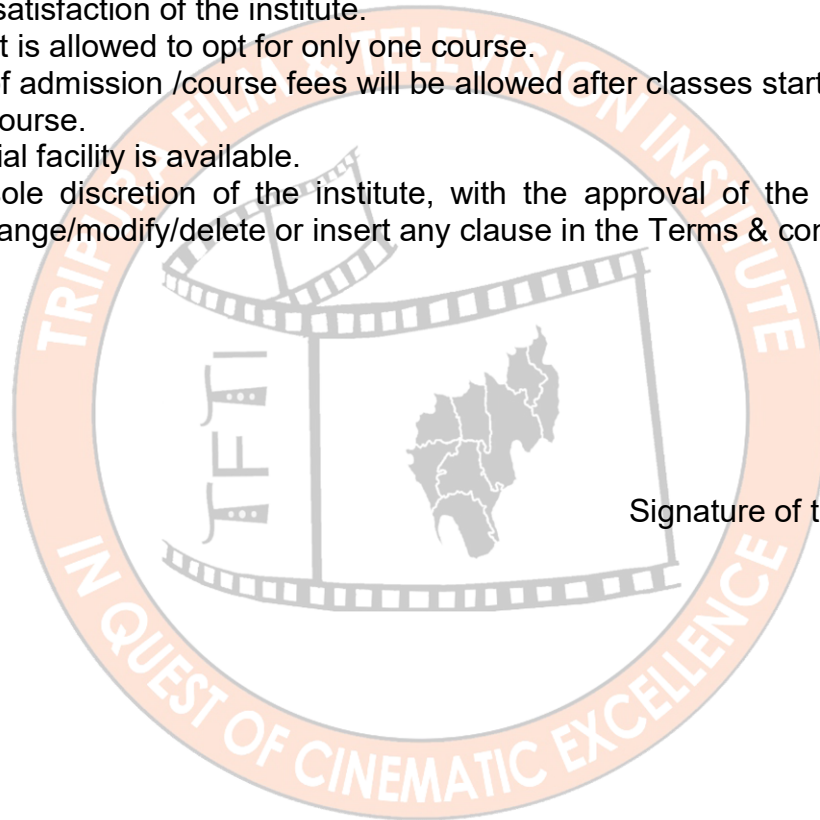 satisfaction of the institute.
t is allowed to opt for only one course.
f admission /course fees will be allowed after classes start
ourse.
ial facility is available.
ole discretion of the institute, with the approval of the
ange/modify/delete or insert any clause in the Terms & con
TRIPURA FILM & TELEVISION INSTITUTE
TFTI
Signature of t
IN QUEST OF CINEMATIC EXCELLENCE